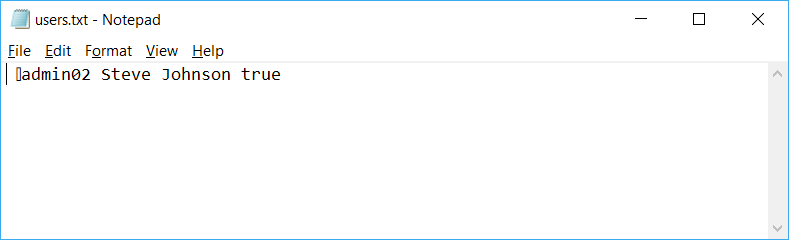 users.txt - Notepad
File Edit Format View Help
▯admin02 Steve Johnson true